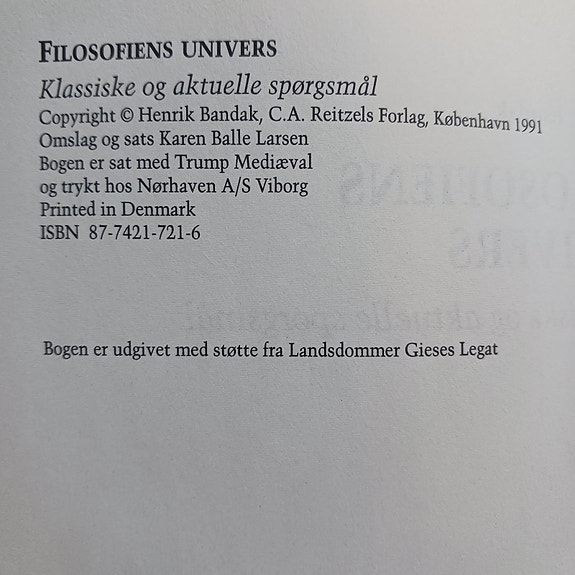 FILOSOFIENS UNIVERS
Klassiske og aktuelle spørgsmål
Copyright © Henrik Bandak, C.A. Reitzels Forlag, København 1991
Omslag og sats Karen Balle Larsen
Bogen er sat med Trump Mediæval
og trykt hos Nørhaven A/S Viborg
Printed in Denmark
ISBN 87-7421-721-6
Bogen er udgivet med støtte fra Landsdommer Gieses Legat